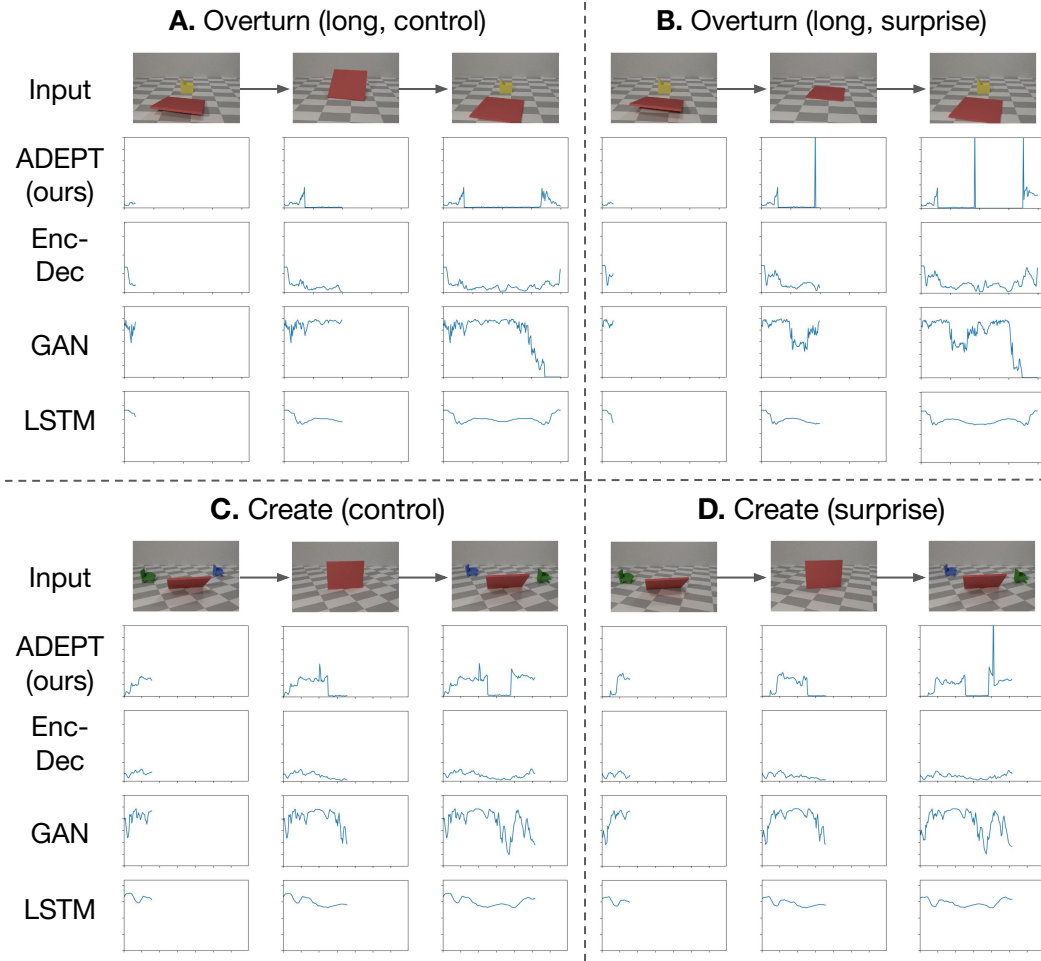 A. Overturn (long, control)
B. Overturn (long, surprise)
Input
ADEPT
(ours)
Enc-
Dec
GAN
LSTM
C. Create (control)
D. Create (surprise)
Input
ADEPT
(ours)
Enc-
Dec
GAN
LSTM